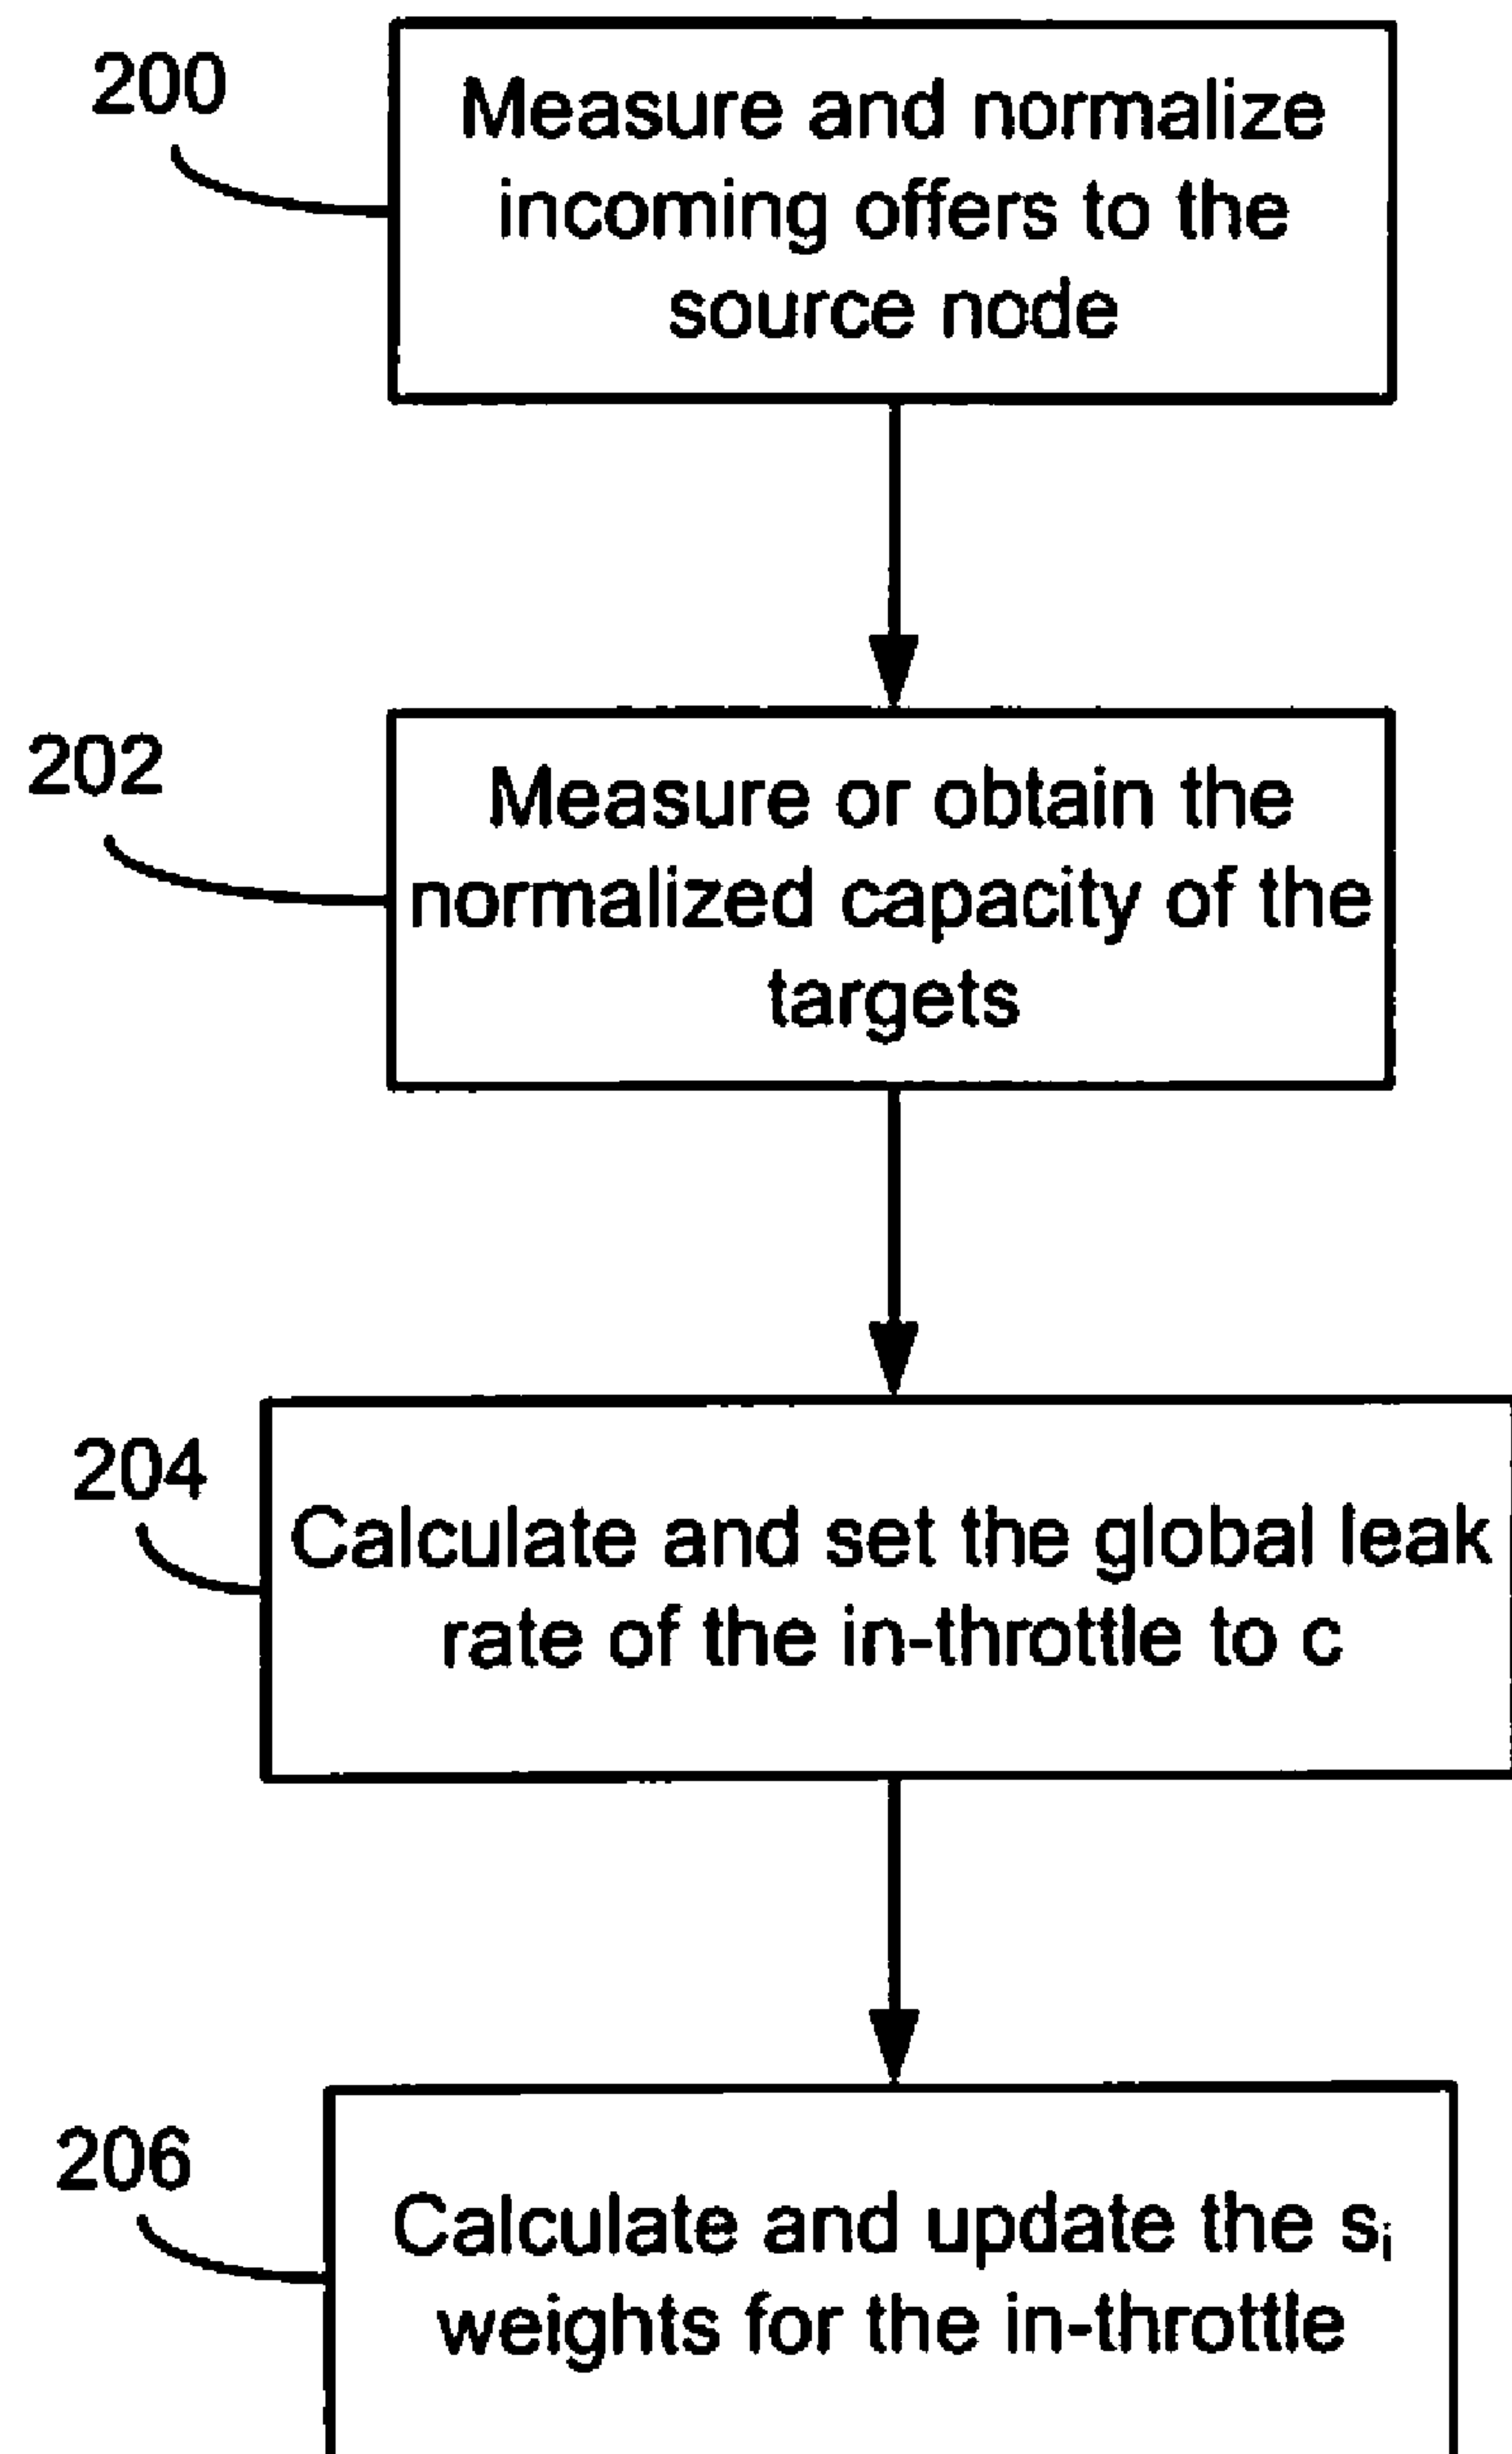 200
Measure and normalize
incoming offers to the
source node
202
Measure or obtain the
normalized capacity of the
targets
204
Calculate and set the global leak
rate of the in-throttle to c
206
Calculate and update the sᵢ
weights for the in-throttle